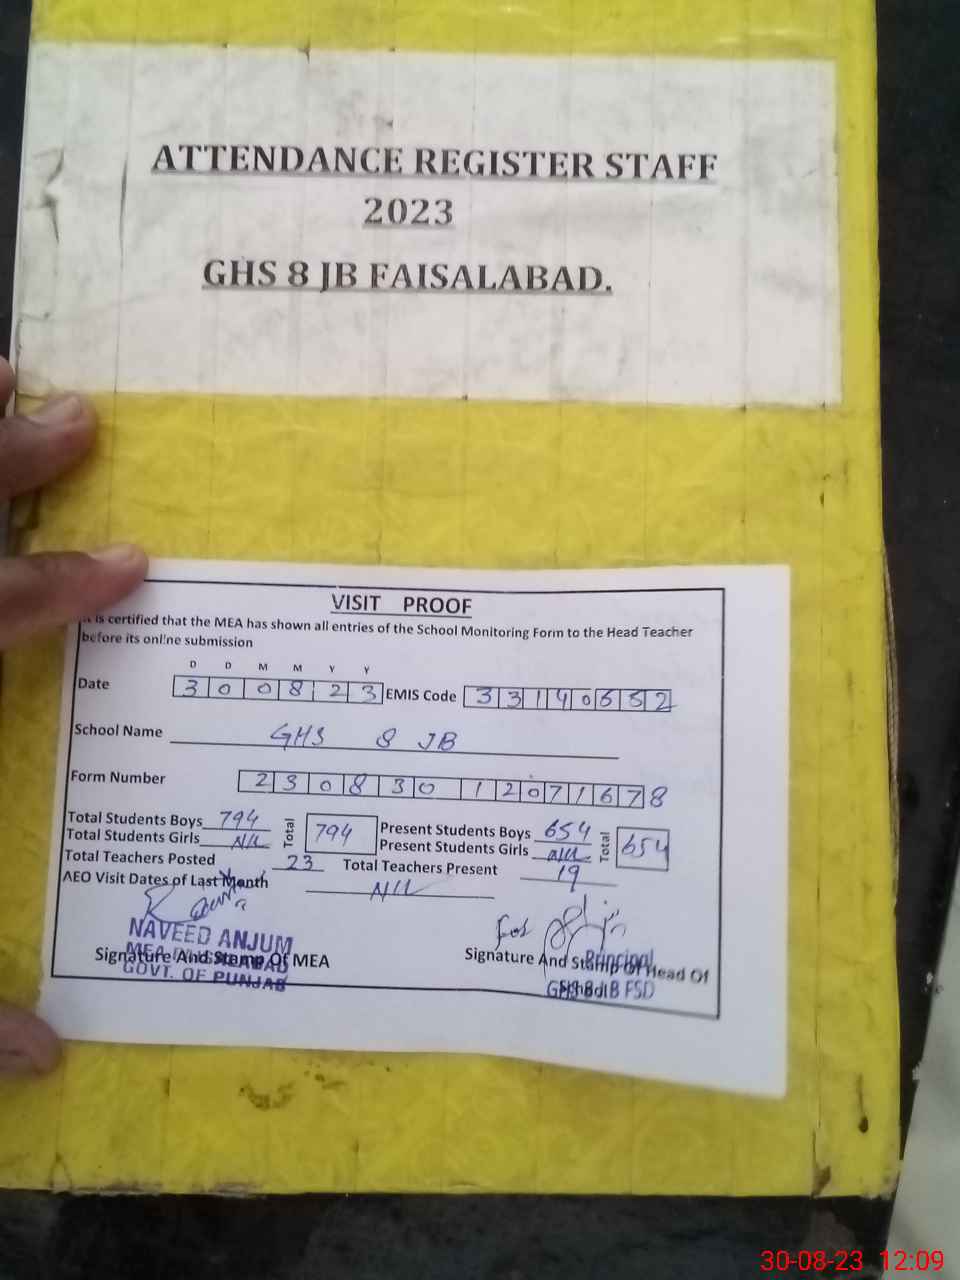 ATTENDANCE REGISTER STAFF
2023
GHS 8 JB FAISALABAD.
VISIT PROOF
is certified that the MEA has shown all entries of the School Monitoring Form to the Head Teacher
before its online submission
D D M M Y Y
Date 3 0 0 8 2 3 EMIS Code 3 3 1 4 0 6 5 2
School Name GHS 8 JB
Form Number 2 3 0 8 3 0 1 2 0 7 1 6 7 8
Total Students Boys 794 Total 794 Present Students Boys 654 Total 654
Total Students Girls Nil Present Students Girls Nil
Total Teachers Posted 23 Total Teachers Present 19
AEO Visit Dates of Last Month Nil
For
NAVEED ANJUM
Principal
Signature And Stamp Of MEA Signature And Stamp Of Head Of
School
GOVT. OF PUNJAB GHS 8 JB FSD
30-08-23 12:09